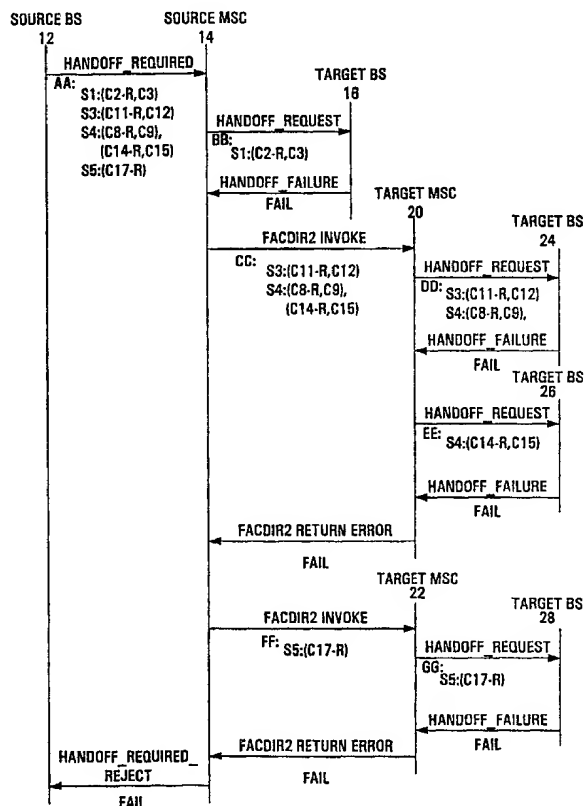 SOURCE BS
12
SOURCE MSC
14
HANDOFF_REQUIRED
AA:
S1:(C2-R,C3)
S3:(C11-R,C12)
S4:(C8-R,C9),
(C14-R,C15)
S5:(C17-R)
TARGET BS
16
HANDOFF_REQUEST
BB:
S1:(C2-R,C3)
HANDOFF_FAILURE
FAIL
TARGET MSC
20
FACDIR2 INVOKE
CC:
S3:(C11-R,C12)
S4:(C8-R,C9),
(C14-R,C15)
TARGET BS
24
HANDOFF_REQUEST
DD:
S3:(C11-R,C12)
S4:(C8-R,C9),
HANDOFF_FAILURE
FAIL
TARGET BS
26
HANDOFF_REQUEST
EE:
S4:(C14-R,C15)
HANDOFF_FAILURE
FAIL
FACDIR2 RETURN ERROR
FAIL
TARGET MSC
22
FACDIR2 INVOKE
FF:
S5:(C17-R)
TARGET BS
28
HANDOFF_REQUEST
GG:
S5:(C17-R)
HANDOFF_FAILURE
FAIL
FACDIR2 RETURN ERROR
FAIL
HANDOFF_REQUIRED_
REJECT
FAIL